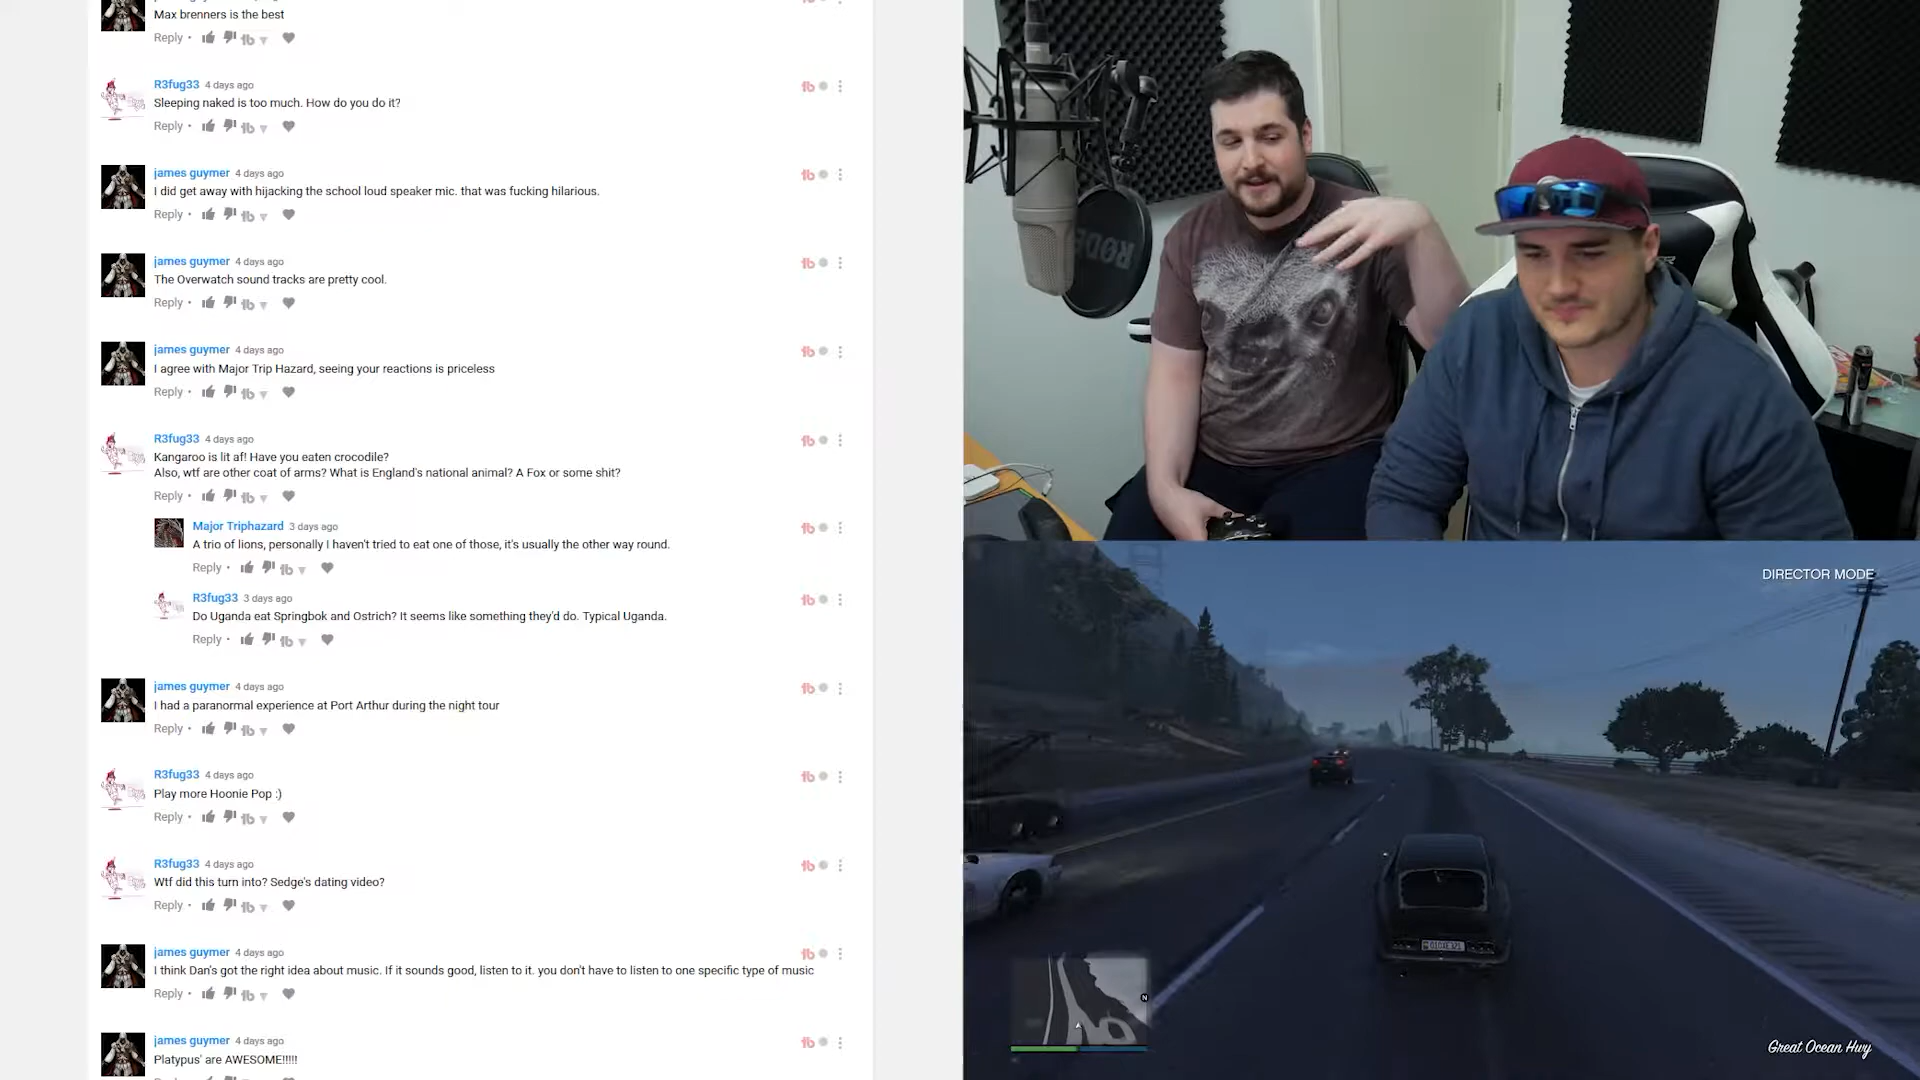 Max brenners is the best
Reply •
R3fug33 4 days ago
Sleeping naked is too much. How do you do it?
Reply •
james guymer 4 days ago
I did get away with hijacking the school loud speaker mic. that was fucking hilarious.
Reply •
james guymer 4 days ago
The Overwatch sound tracks are pretty cool.
Reply •
james guymer 4 days ago
I agree with Major Trip Hazard, seeing your reactions is priceless
Reply •
R3fug33 4 days ago
Kangaroo is lit af! Have you eaten crocodile?
Also, wtf are other coat of arms? What is England's national animal? A Fox or some shit?
Reply •
Major Triphazard 3 days ago
A trio of lions, personally I haven't tried to eat one of those, it's usually the other way round.
Reply •
R3fug33 3 days ago
Do Uganda eat Springbok and Ostrich? It seems like something they'd do. Typical Uganda.
Reply •
james guymer 4 days ago
I had a paranormal experience at Port Arthur during the night tour
Reply •
R3fug33 4 days ago
Play more Hoonie Pop :)
Reply •
R3fug33 4 days ago
Wtf did this turn into? Sedge's dating video?
Reply •
james guymer 4 days ago
I think Dan's got the right idea about music. If it sounds good, listen to it. you don't have to listen to one specific type of music
Reply •
james guymer 4 days ago
Platypus' are AWESOME!!!!!
RØDE
DIRECTOR MODE
N
Great Ocean Hwy